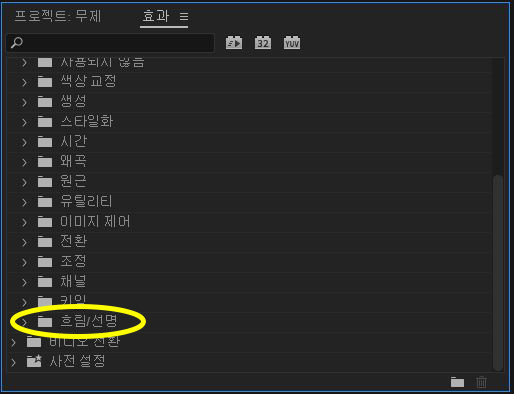 프로젝트: 무제 효과
32 YUV
사용되지 않음
색상 교정
생성
스타일화
시간
왜곡
원근
유틸리티
이미지 제어
전환
조정
채널
키잉
흐림/선명
비디오 전환
사전 설정